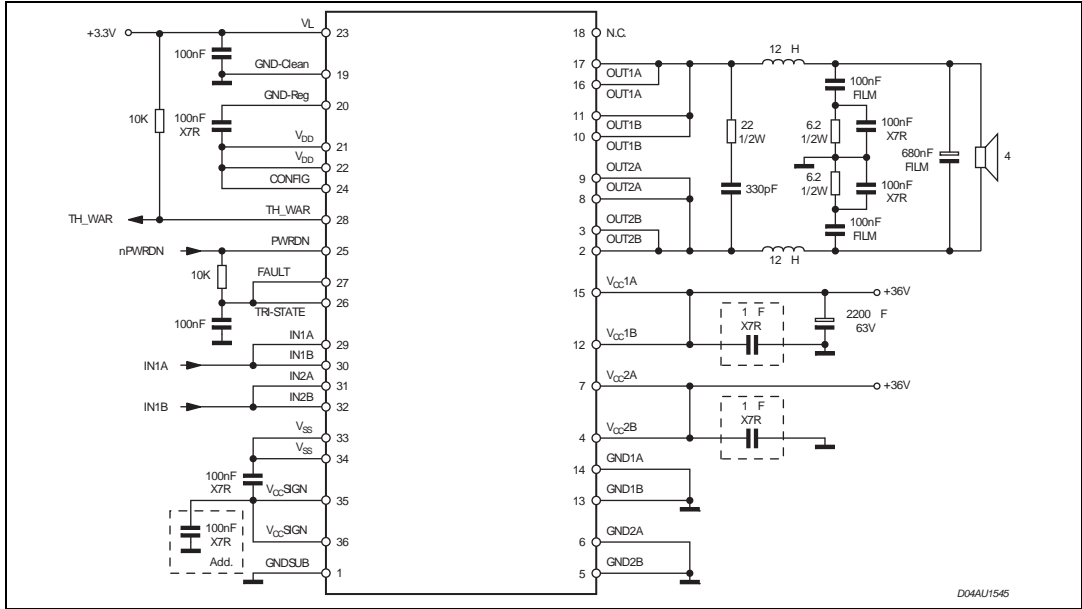 +3.3V
VL
23
100nF
GND-Clean
19
GND-Reg
20
10K
100nF
X7R
VDD
21
VDD
22
CONFIG
24
TH_WAR
TH_WAR
28
nPWRDN
PWRDN
25
10K
FAULT
27
26
TRI-STATE
100nF
IN1A
29
IN1A
IN1B
30
IN2A
31
IN1B
IN2B
32
VSS
33
VSS
34
100nF
X7R
VCCSIGN
35
100nF
X7R
Add.
VCCSIGN
36
GNDSUB
1
18
N.C.
17
OUT1A
16
OUT1A
11
OUT1B
10
OUT1B
9
OUT2A
8
OUT2A
3
OUT2B
2
OUT2B
12 H
22
1/2W
330pF
12 H
100nF
FILM
6.2
1/2W
100nF
X7R
6.2
1/2W
100nF
X7R
100nF
FILM
680nF
FILM
4
15
VCC1A
+36V
1 F
X7R
2200 F
63V
12
VCC1B
7
VCC2A
+36V
1 F
X7R
4
VCC2B
14
GND1A
13
GND1B
6
GND2A
5
GND2B
D04AU1545